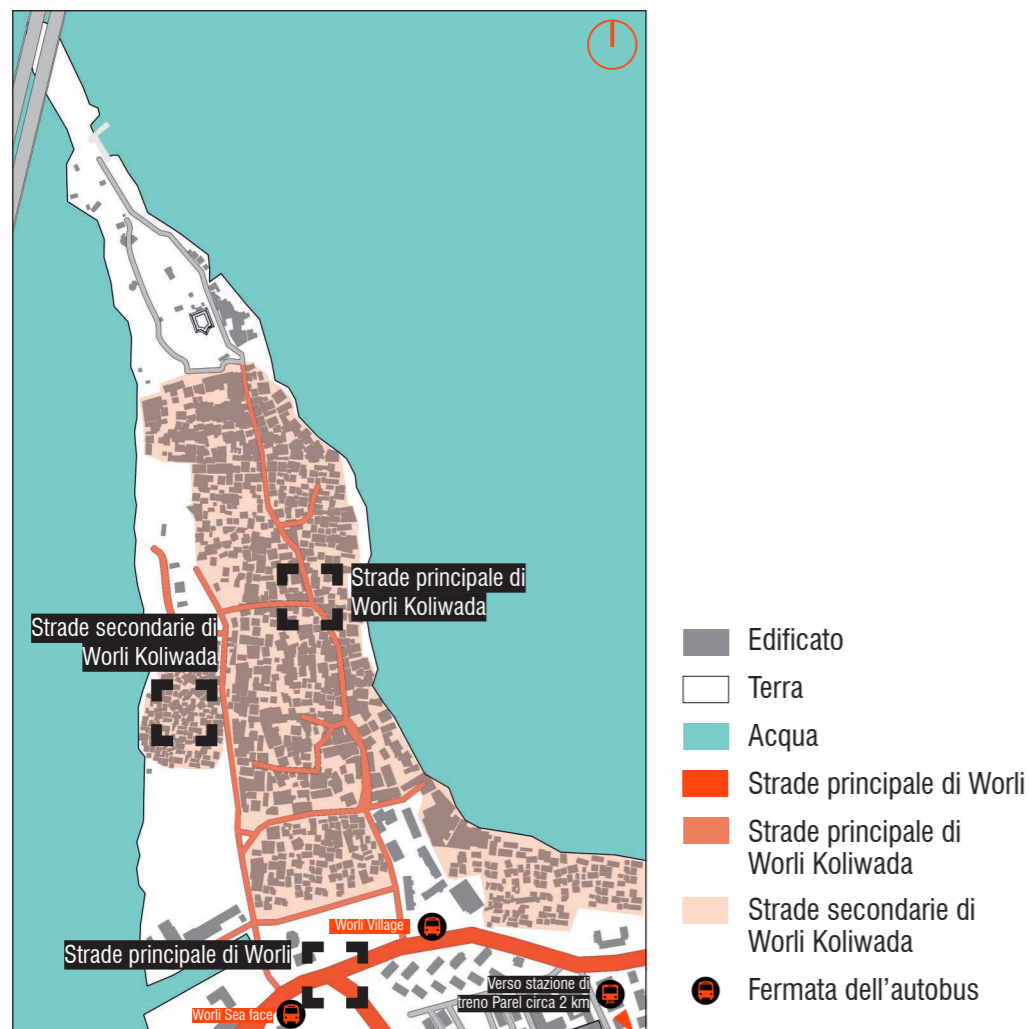 Strade principale di
Worli Koliwada
Strade secondarie di
Worli Koliwada
Worli Village
Strade principale di Worli
Verso stazione di
treno Parel circa 2 km
Worli Sea face
Edificato
Terra
Acqua
Strade principale di Worli
Strade principale di
Worli Koliwada
Strade secondarie di
Worli Koliwada
Fermata dell’autobus